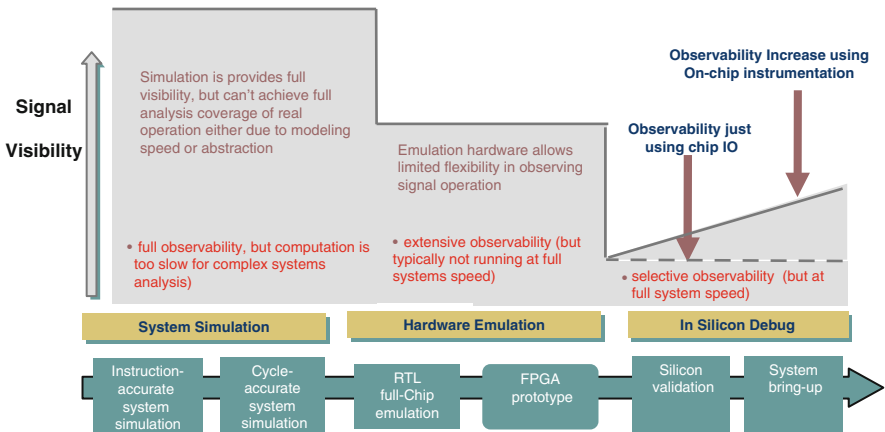 Signal
Visibility
Simulation is provides full
visibility, but can't achieve full
analysis coverage of real
operation either due to modeling
speed or abstraction
• full observability, but computation is
too slow for complex systems
analysis)
Emulation hardware allows
limited flexibility in observing
signal operation
• extensive observability (but
typically not running at full
systems speed)
Observability Increase using
On-chip instrumentation
Observability just
using chip IO
• selective observability (but at
full system speed)
System Simulation
Hardware Emulation
In Silicon Debug
Instruction-
accurate
system
simulation
Cycle-
accurate
system
simulation
RTL
full-Chip
emulation
FPGA
prototype
Silicon
validation
System
bring-up